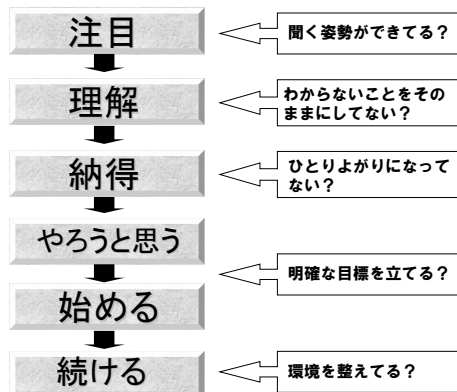 注目
聞く姿勢ができてる?
理解
わからないことをその
ままにしてない?
納得
ひとりよがりになって
ない?
やろうと思う
明確な目標を立てる?
始める
続ける
環境を整えてる?